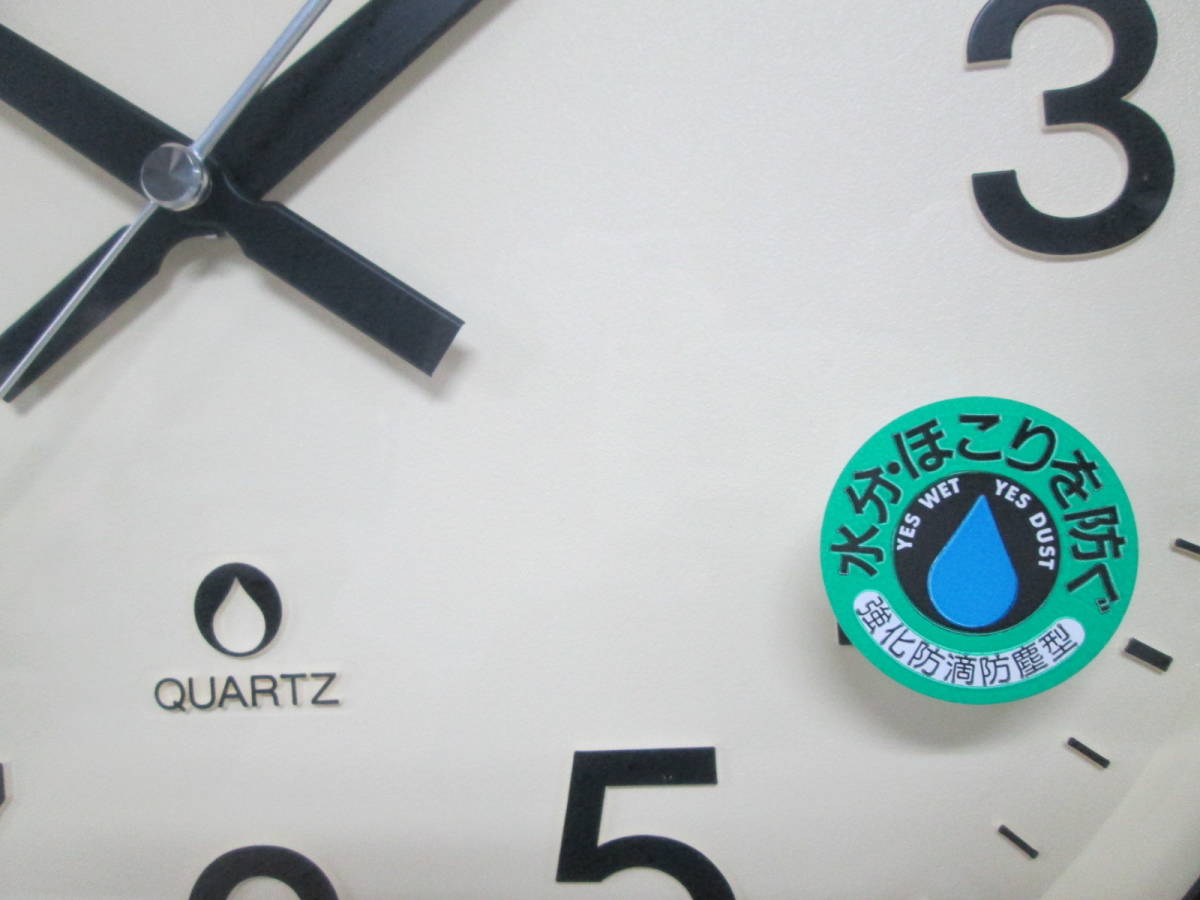 3
水分・ほこりを防ぐ
YES WET YES DUST
強化防滴防塵型
QUARTZ
5